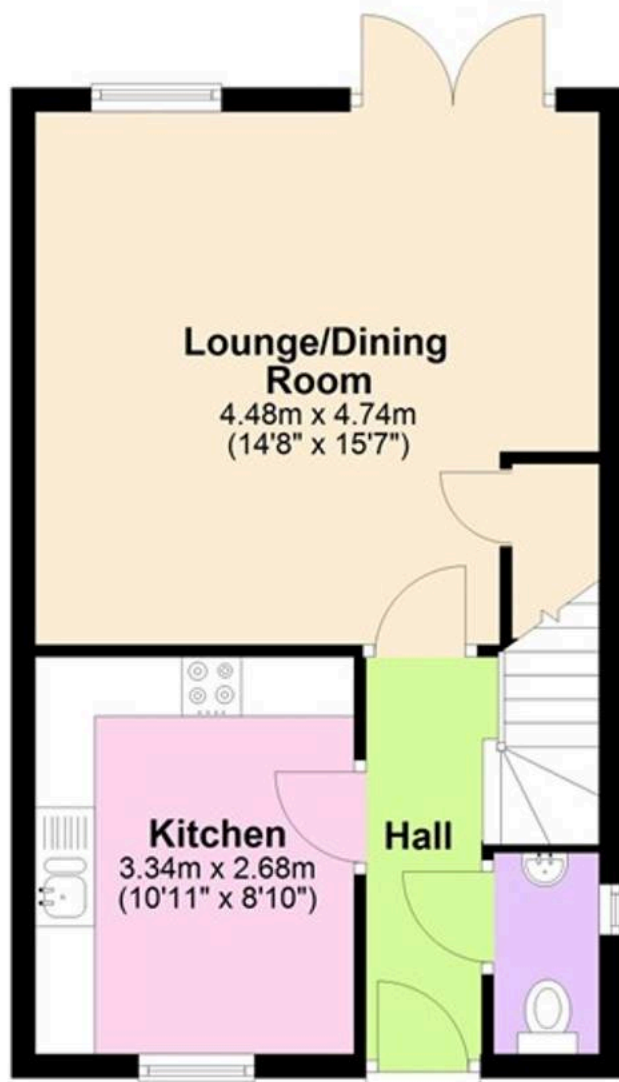 Lounge/Dining
Room
4.48m x 4.74m
(14'8" x 15'7")
Kitchen
3.34m x 2.68m
(10'11" x 8'10")
Hall